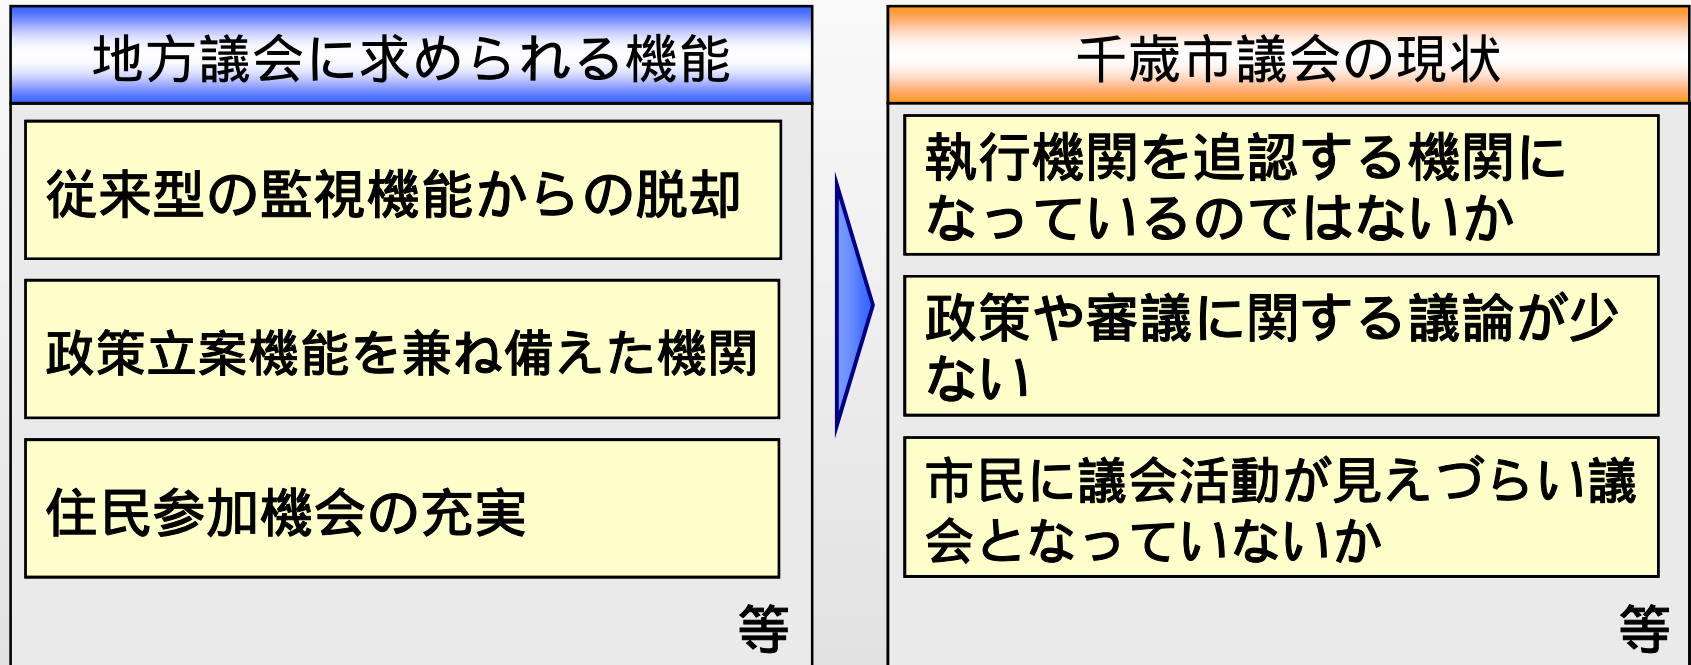 地方議会に求められる機能
従来型の監視機能からの脱却
政策立案機能を兼ね備えた機関
住民参加機会の充実
等
千歳市議会の現状
執行機関を追認する機関に
なっているのではないか
政策や審議に関する議論が少
ない
市民に議会活動が見えづらい議
会となっていないか
等